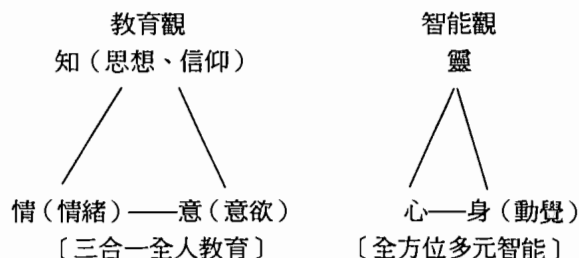 教育觀
知（思想、信仰）
情（情緒）——意（意欲）
〔三合一全人教育〕
智能觀
靈
心——身（動覺）
〔全方位多元智能〕